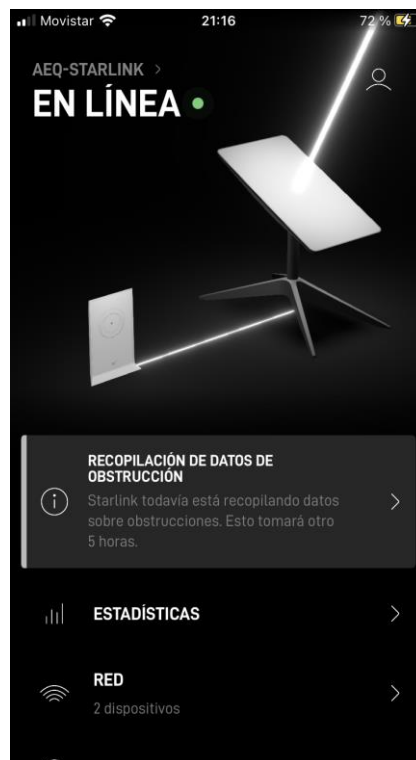 Movistar 21:16 72 %
AEQ-STARLINK
EN LÍNEA
RECOPILACIÓN DE DATOS DE
OBSTRUCCIÓN
Starlink todavía está recopilando datos
sobre obstrucciones. Esto tomará otro
5 horas.
ESTADÍSTICAS
RED
2 dispositivos